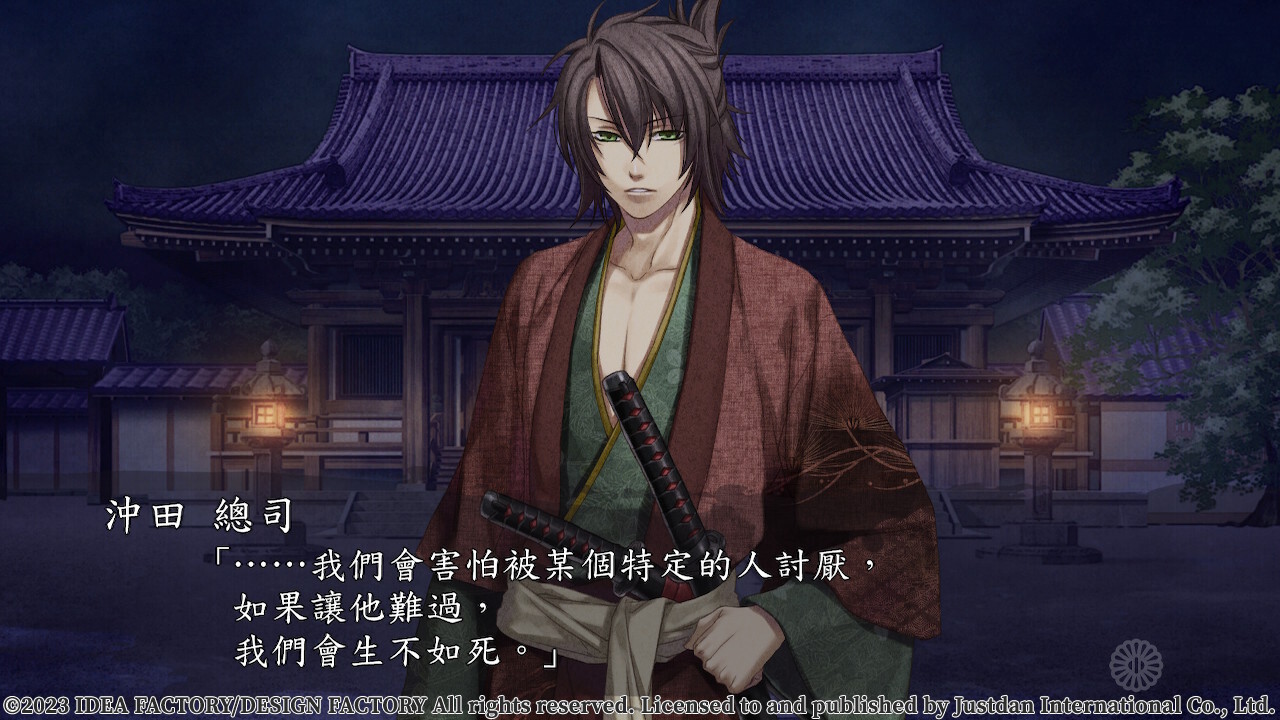 沖田 總司
「……我們會害怕被某個特定的人討厭，
如果讓他難過，
我們會生不如死。」
©2023 IDEA FACTORY/DESIGN FACTORY All rights reserved. Licensed to and published by Justdan International Co., Ltd.